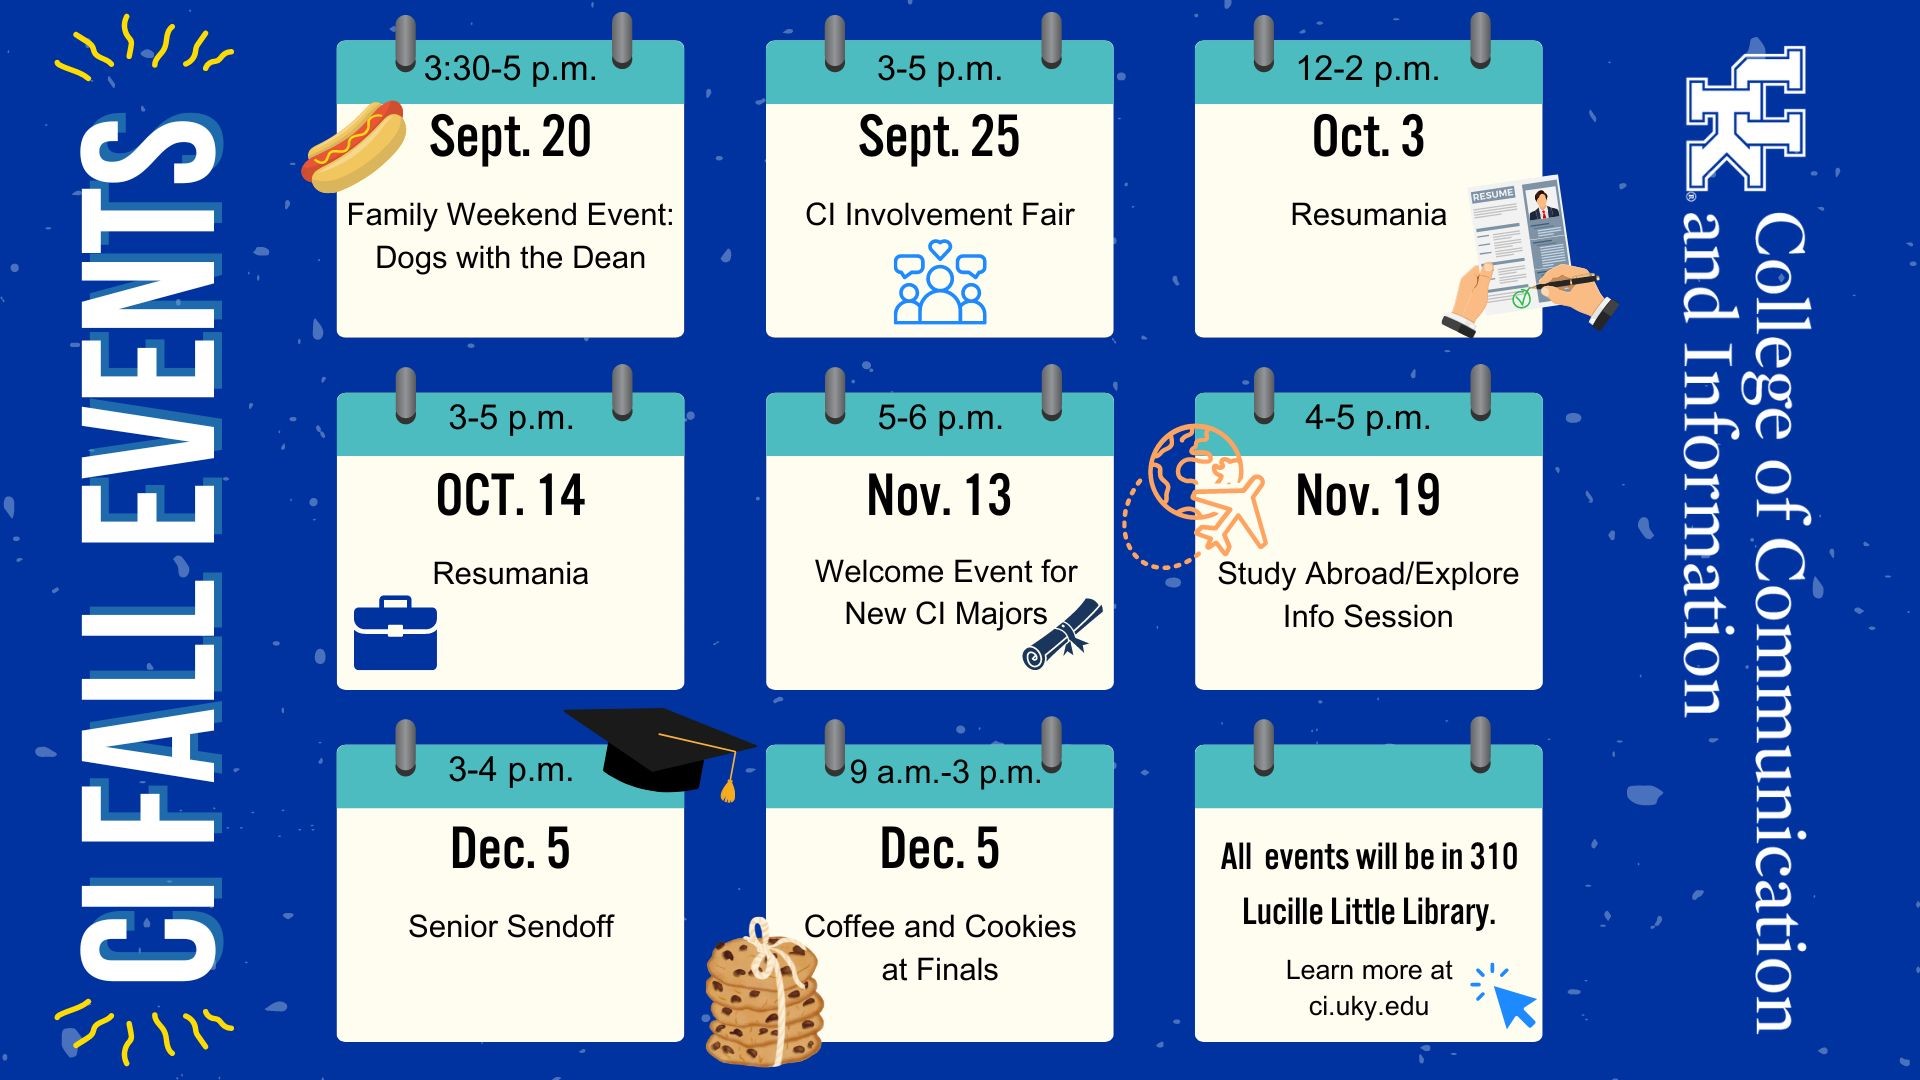 CI FALL EVENTS
3:30-5 p.m.
Sept. 20
Family Weekend Event:
Dogs with the Dean
3-5 p.m.
Sept. 25
CI Involvement Fair
12-2 p.m.
Oct. 3
Resumania
RESUME
3-5 p.m.
OCT. 14
Resumania
5-6 p.m.
Nov. 13
Welcome Event for
New CI Majors
4-5 p.m.
Nov. 19
Study Abroad/Explore
Info Session
3-4 p.m.
Dec. 5
Senior Sendoff
9 a.m.-3 p.m.
Dec. 5
Coffee and Cookies
at Finals
All events will be in 310
Lucille Little Library.
Learn more at
ci.uky.edu
UK®
College of Communication
and Information